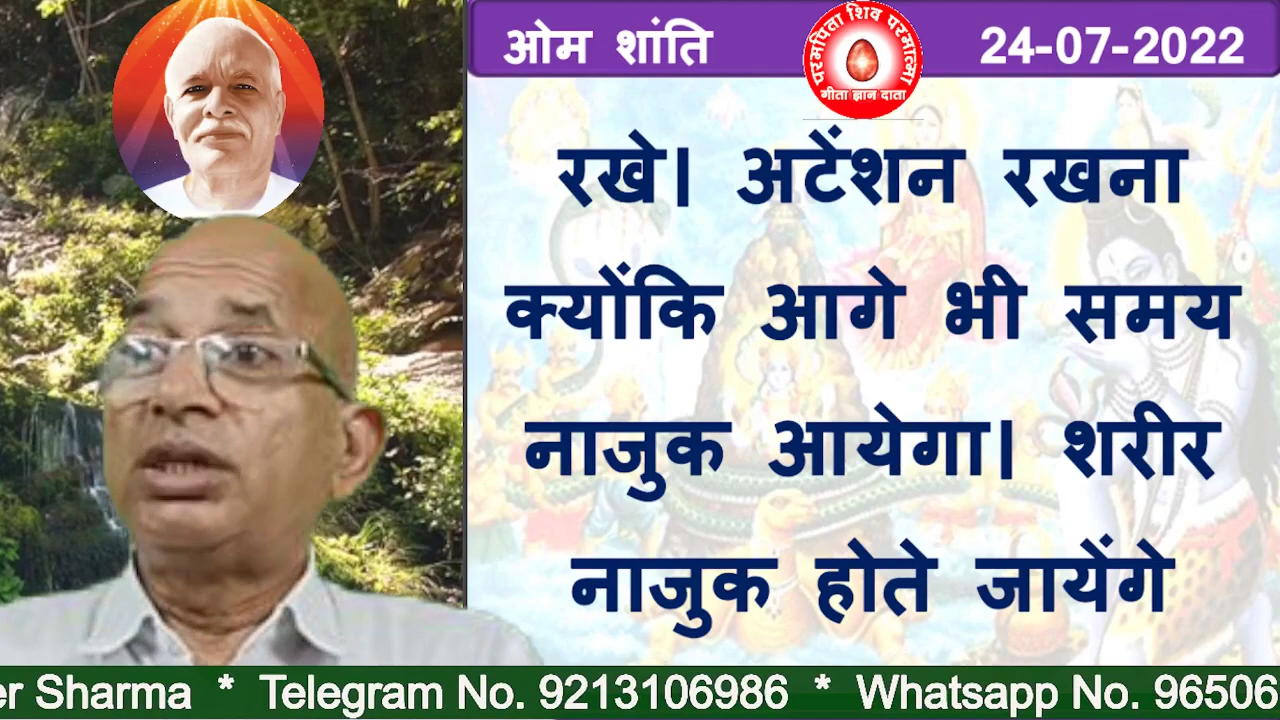 ओम शांति
परमपिता शिव परमात्मा
गीता ज्ञान दाता
24-07-2022
रखे। अटेंशन रखना
क्योंकि आगे भी समय
नाजुक आयेगा। शरीर
नाजुक होते जायेंगे
er Sharma * Telegram No. 9213106986 * Whatsapp No. 96506